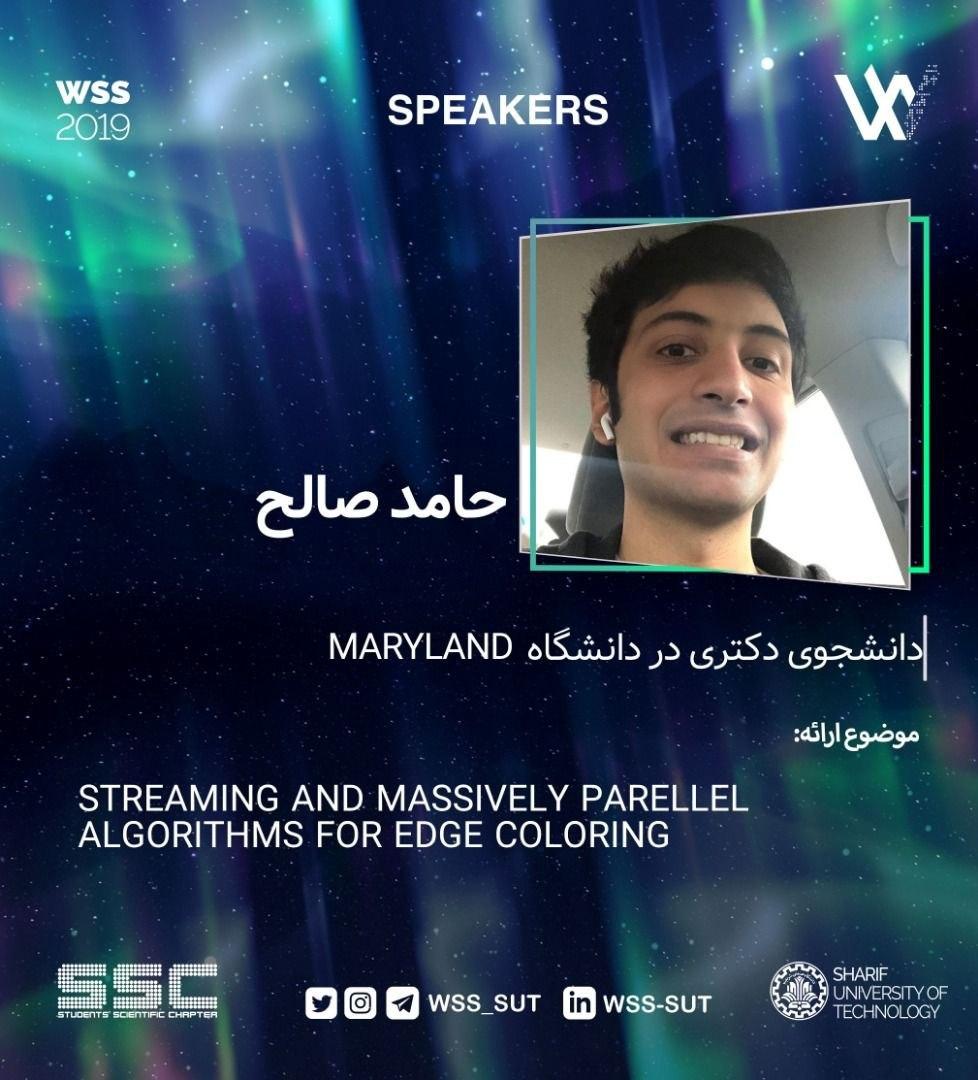 WSS
2019
SPEAKERS
حامد صالح
دانشجوی دکتری در دانشگاه MARYLAND
موضوع ارائه:
STREAMING AND MASSIVELY PARELLEL
ALGORITHMS FOR EDGE COLORING
SSC
STUDENTS' SCIENTIFIC CHAPTER
WSS_SUT
in WSS-SUT
SHARIF
UNIVERSITY OF
TECHNOLOGY